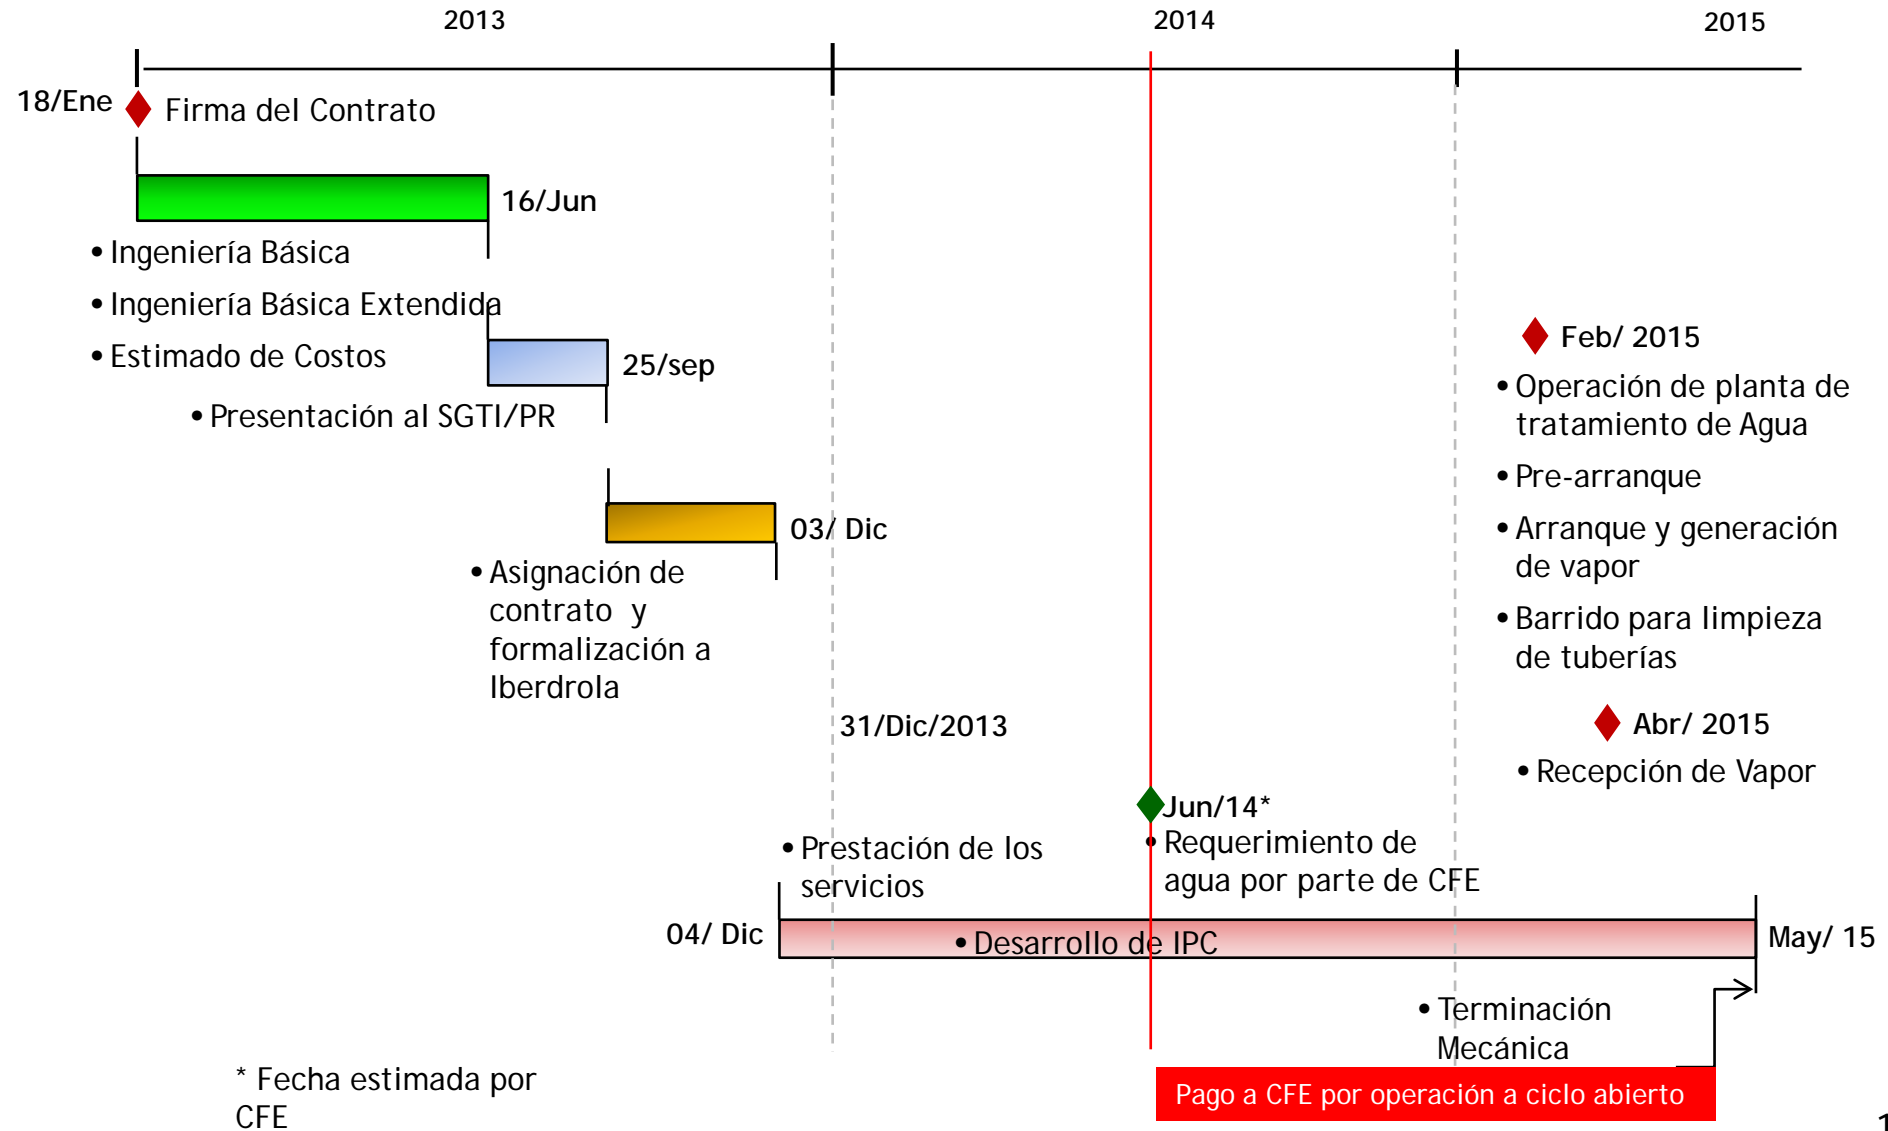 2013
2014
2015
18/Ene
Firma del Contrato
16/Jun
• Ingeniería Básica
• Ingeniería Básica Extendida
• Estimado de Costos
25/sep
• Presentación al SGTI/PR
03/ Dic
• Asignación de
contrato y
formalización a
Iberdrola
31/Dic/2013
Feb/ 2015
• Operación de planta de
tratamiento de Agua
• Pre-arranque
• Arranque y generación
de vapor
• Barrido para limpieza
de tuberías
Abr/ 2015
• Recepción de Vapor
Jun/14*
• Requerimiento de
agua por parte de CFE
• Prestación de los
servicios
04/ Dic
• Desarrollo de IPC
May/ 15
• Terminación
Mecánica
* Fecha estimada por
CFE
Pago a CFE por operación a ciclo abierto